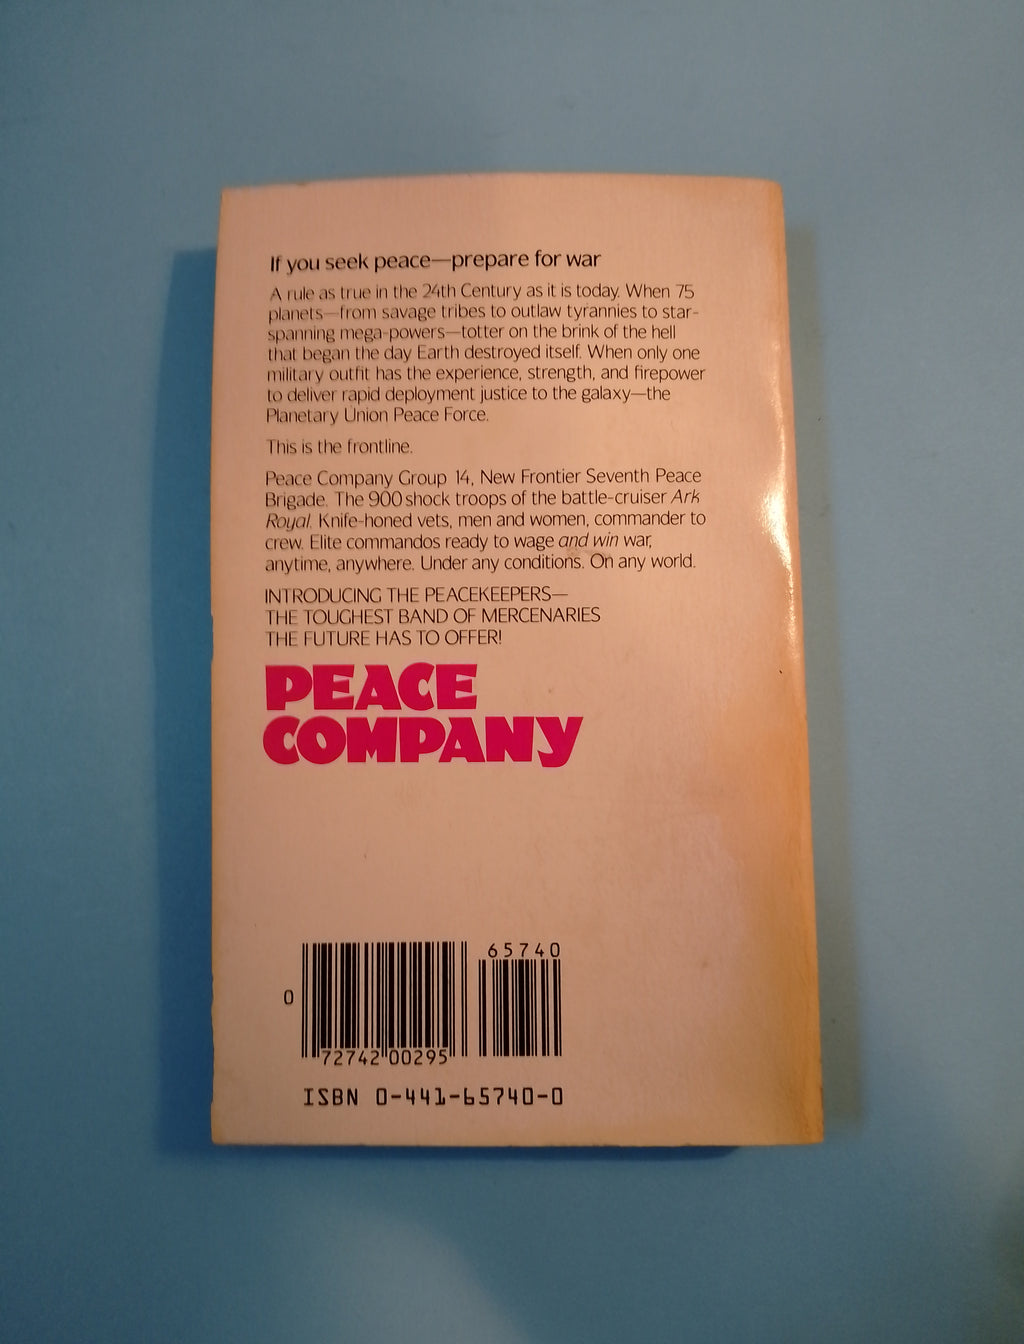 If you seek peace—prepare for war
A rule as true in the 24th Century as it is today. When 75
planets—from savage tribes to outlaw tyrannies to star-
spanning mega-powers—totter on the brink of the hell
that began the day Earth destroyed itself. When only one
military outfit has the experience, strength, and firepower
to deliver rapid deployment justice to the galaxy—the
Planetary Union Peace Force.
This is the frontline.
Peace Company Group 14, New Frontier Seventh Peace
Brigade. The 900 shock troops of the battle-cruiser Ark
Royal. Knife-honed vets, men and women, commander to
crew. Elite commandos ready to wage and win war,
anytime, anywhere. Under any conditions. On any world.
INTRODUCING THE PEACEKEEPERS—
THE TOUGHEST BAND OF MERCENARIES
THE FUTURE HAS TO OFFER!
PEACE
COMPANY
65740
0
72742 00295
ISBN 0-441-65740-0